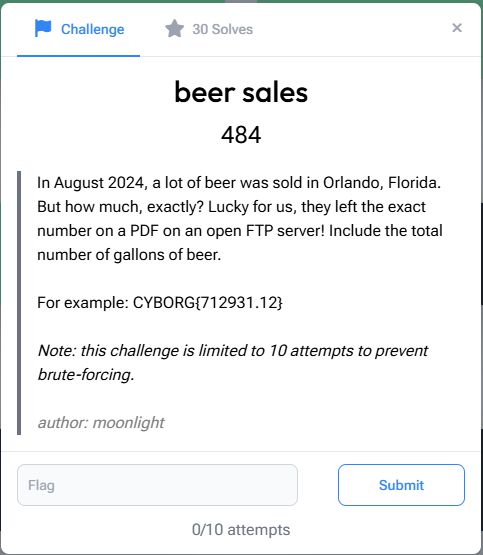 Challenge
30 Solves
×
beer sales
484
In August 2024, a lot of beer was sold in Orlando, Florida.
But how much, exactly? Lucky for us, they left the exact
number on a PDF on an open FTP server! Include the total
number of gallons of beer.
For example: CYBORG{712931.12}
Note: this challenge is limited to 10 attempts to prevent
brute-forcing.
author: moonlight
Flag
Submit
0/10 attempts